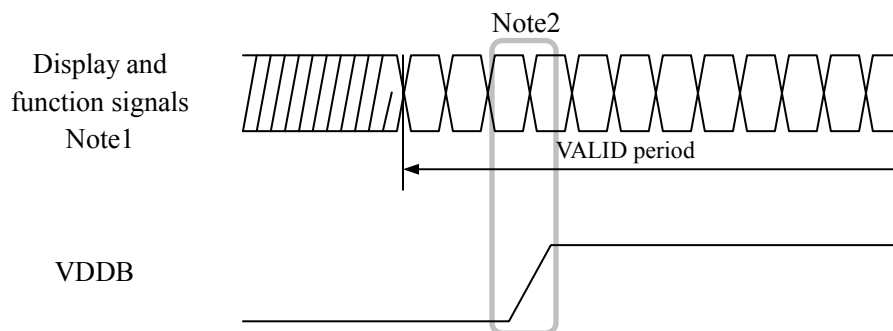 Note2
Display and
function signals
Note1
VALID period
VDDB